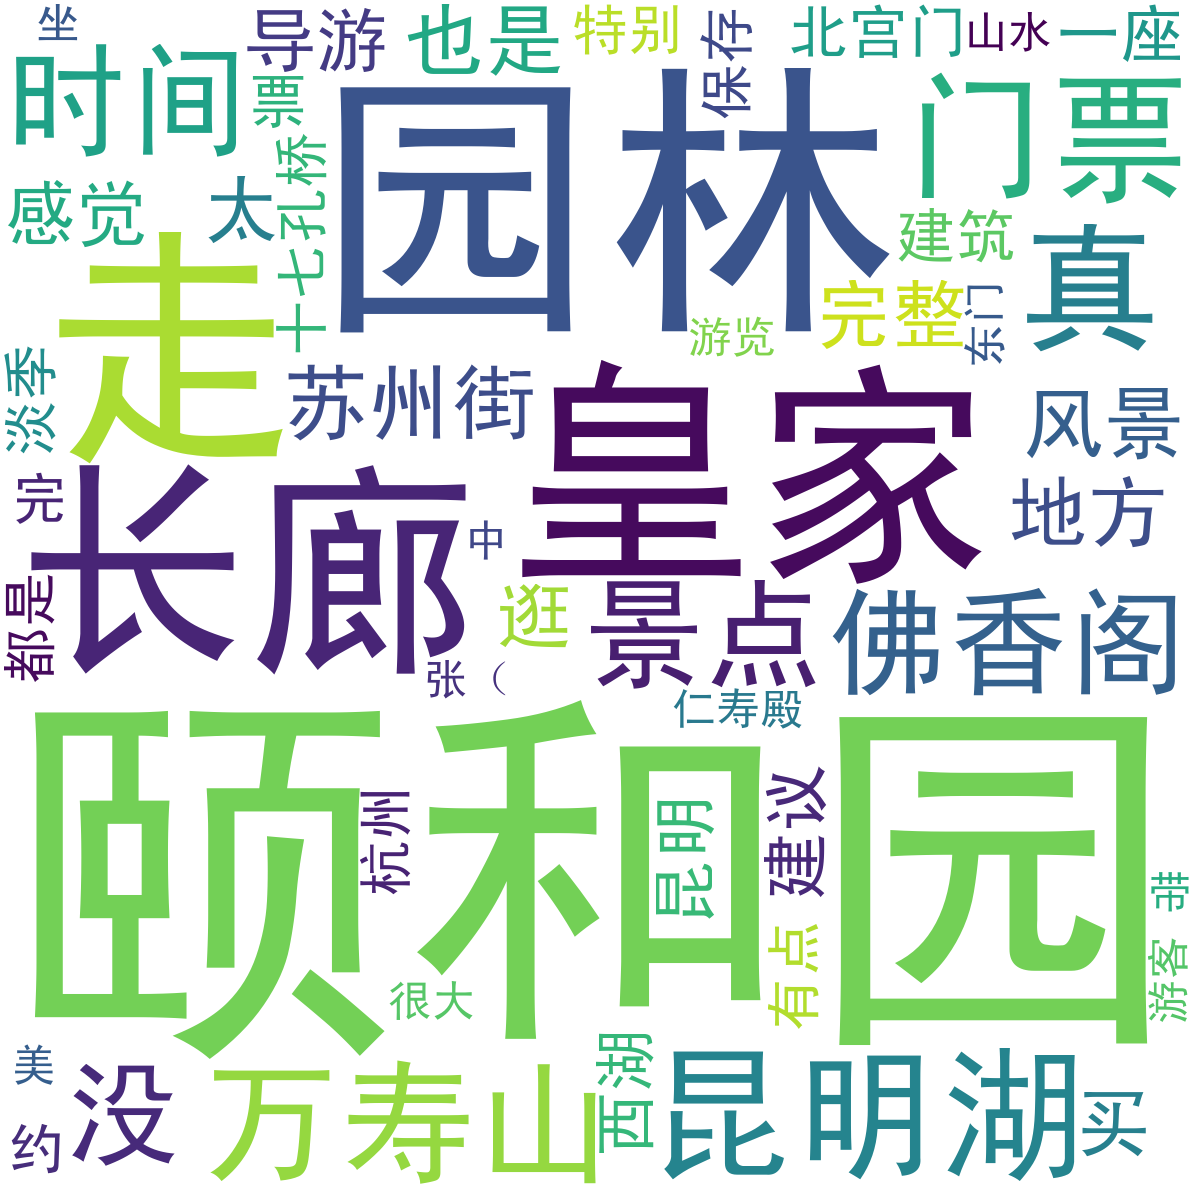 坐
导游
也是
特别
保存
北宫门
山水
一座
时间
票
园林
门票
感觉
太
十七孔桥
建筑
真
走
游览
完整
东门
淡季
苏州街
皇家
风景
完
长廊
中
地方
都是
逛
景点
佛香阁
张（
仁寿殿
颐和园
杭州
昆明
建议
带
很大
有点
游客
美
没
万寿山
西湖
昆明湖
买
约